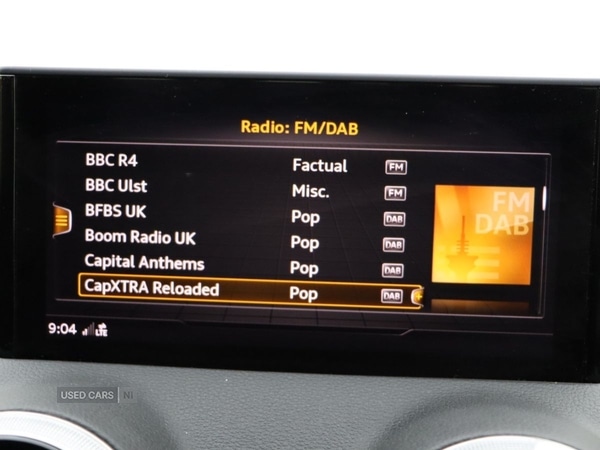 Radio: FM/DAB
BBC R4 Factual FM
BBC Ulst Misc. FM
BFBS UK Pop DAB
Boom Radio UK Pop DAB
Capital Anthems Pop DAB
CapXTRA Reloaded Pop DAB
FM
DAB
9:04 LTE
USED CARS NI